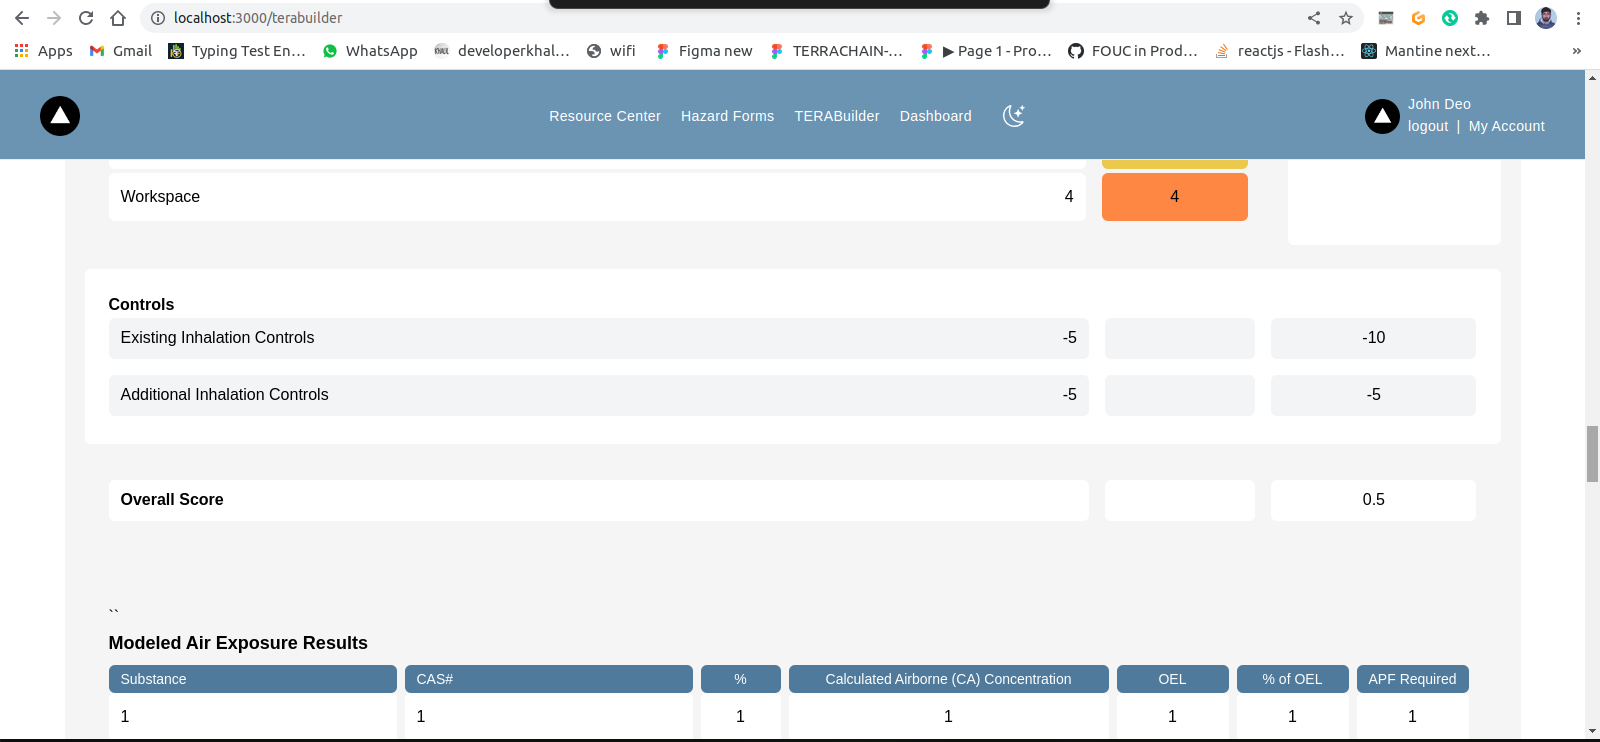 localhost:3000/terabuilder
Apps Gmail Typing Test En... WhatsApp developerkhal... wifi Figma new TERRACHAIN-... ▶ Page 1 - Pro... GitHub FOUC in Prod... reactjs - Flash... Mantine next... »
Resource Center Hazard Forms TERABuilder Dashboard
John Deo
logout | My Account
Workspace 4 4
Controls
Existing Inhalation Controls -5 -10
Additional Inhalation Controls -5 -5
Overall Score 0.5
``
Modeled Air Exposure Results
Substance CAS# % Calculated Airborne (CA) Concentration OEL % of OEL APF Required
1 1 1 1 1 1 1